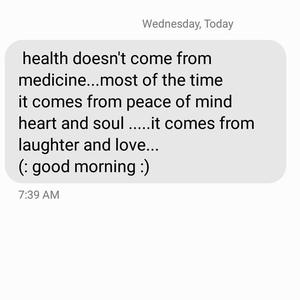 Wednesday, Today
health doesn't come from
medicine...most of the time
it comes from peace of mind
heart and soul .....it comes from
laughter and love...
(: good morning :)
7:39 AM